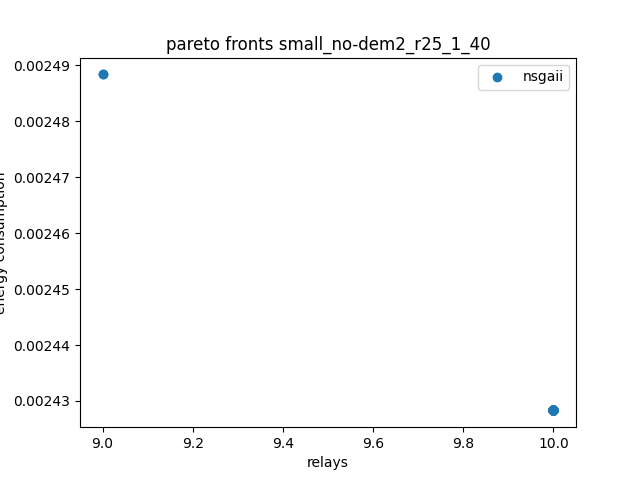 pareto fronts small_no-dem2_r25_1_40
nsgaii
0.00249
0.00248
0.00247
0.00246
0.00245
0.00244
0.00243
energy consumption
9.0 9.2 9.4 9.6 9.8 10.0
relays